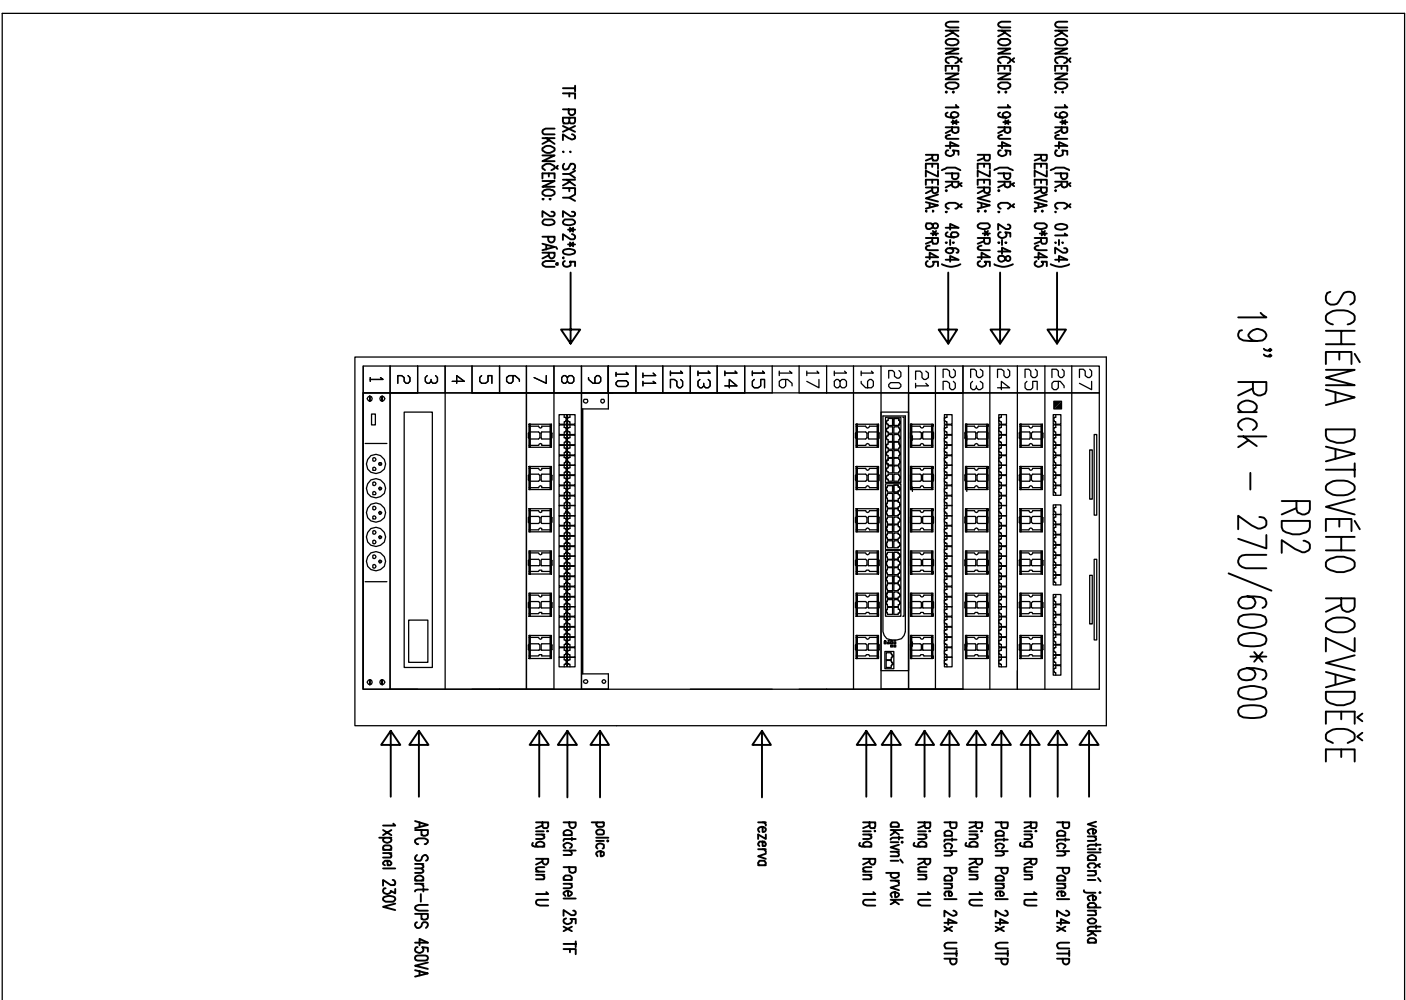 SCHÉMA DATOVÉHO ROZVADĚČE
RD2
19" Rack - 27U/600*600
UKONČENO: 19*RJ45 (PŘ. Č. 01÷24)
REZERVA: 0*RJ45
UKONČENO: 19*RJ45 (PŘ. Č. 25÷48)
REZERVA: 0*RJ45
UKONČENO: 19*RJ45 (PŘ. Č. 49÷64)
REZERVA: 8*RJ45
TF PBX2 : SYKFY 20*2*0.5
UKONČENO: 20 PÁRŮ
27
26
25
24
23
22
21
20
19
18
17
16
15
14
13
12
11
10
9
8
7
6
5
4
3
2
1
ventilační jednotka
Patch Panel 24x UTP
Ring Run 1U
Patch Panel 24x UTP
Ring Run 1U
Patch Panel 24x UTP
Ring Run 1U
aktivní prvek
Ring Run 1U
rezerva
police
Patch Panel 25x TF
Ring Run 1U
APC Smart-UPS 450VA
1xpanel 230V